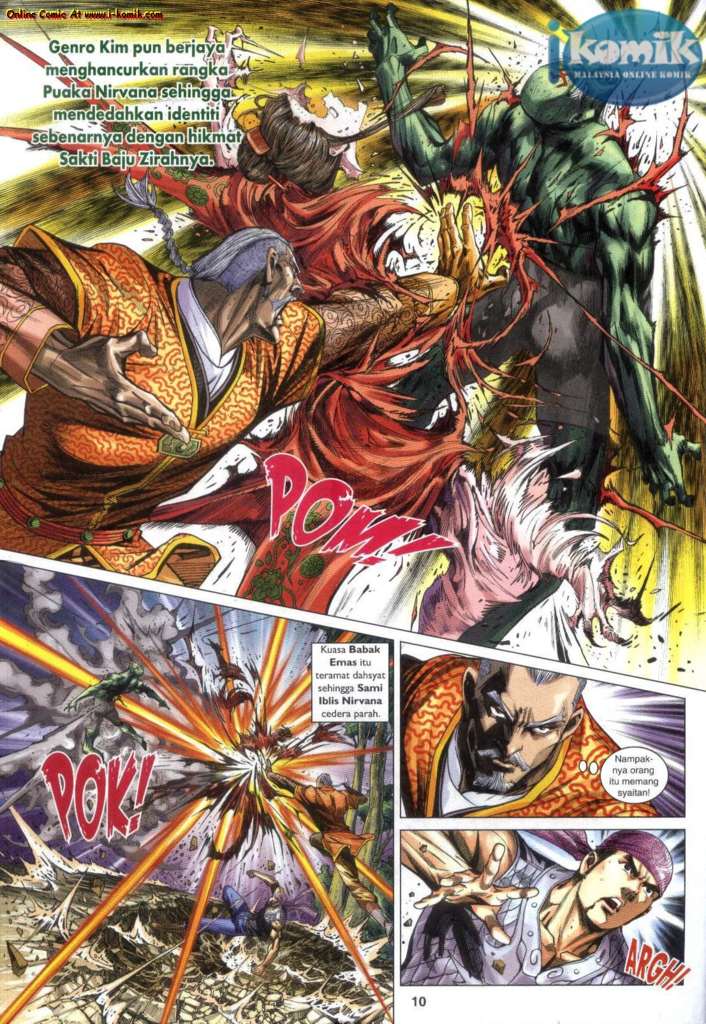 Online Comic At www.i-komik.com
ikomik
MALAYSIA ONLINE KOMIK
Genro Kim pun berjaya
menghancurkan rangka
Puaka Nirvana sehingga
mendedahkan identiti
sebenarnya dengan hikmat
Sakti Baju Zirahnya.
POM!
Kuasa Babak
Emas itu
teramat dahsyat
sehingga Sami
Iblis Nirvana
cedera parah.
POK!
Nampak-
nya orang
itu memang
syaitan!
ARGH!
10